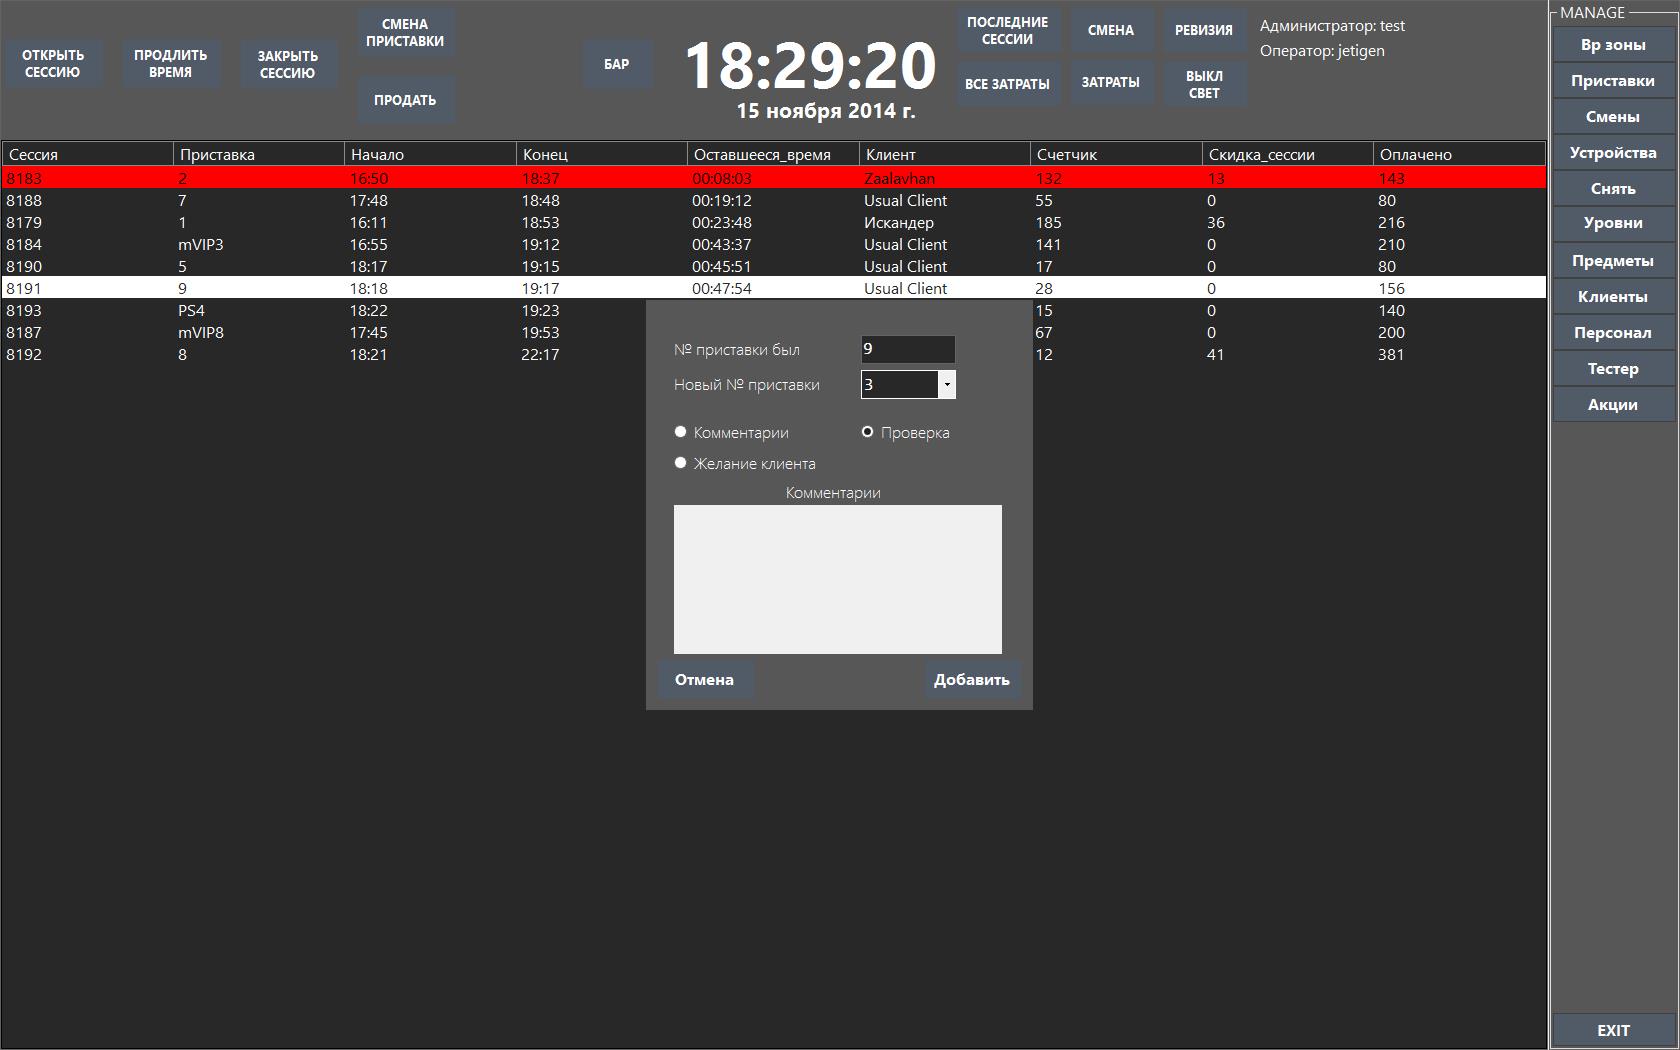 ОТКРЫТЬ
СЕССИЮ
ПРОДЛИТЬ
ВРЕМЯ
ЗАКРЫТЬ
СЕССИЮ
СМЕНА
ПРИСТАВКИ
ПРОДАТЬ
БАР
18:29:20
15 ноября 2014 г.
ПОСЛЕДНИЕ
СЕССИИ
СМЕНА
РЕВИЗИЯ
ВСЕ ЗАТРАТЫ
ЗАТРАТЫ
ВЫКЛ
СВЕТ
Администратор: test
Оператор: jetigen
Сессия Приставка Начало Конец Оставшееся_время Клиент Счетчик Скидка_сессии Оплачено
8183 2 16:50 18:37 00:08:03 Zaalavhan 132 13 143
8188 7 17:48 18:48 00:19:12 Usual Client 55 0 80
8179 1 16:11 18:53 00:23:48 Искандер 185 36 216
8184 mVIP3 16:55 19:12 00:43:37 Usual Client 141 0 210
8190 5 18:17 19:15 00:45:51 Usual Client 17 0 80
8191 9 18:18 19:17 00:47:54 Usual Client 28 0 156
8193 PS4 18:22 19:23 15 0 140
8187 mVIP8 17:45 19:53 67 0 200
8192 8 18:21 22:17 12 41 381
№ приставки был 9
Новый № приставки 3
Комментарии Проверка
Желание клиента
Комментарии
Отмена Добавить
MANAGE
Вр зоны
Приставки
Смены
Устройства
Снять
Уровни
Предметы
Клиенты
Персонал
Тестер
Акции
EXIT